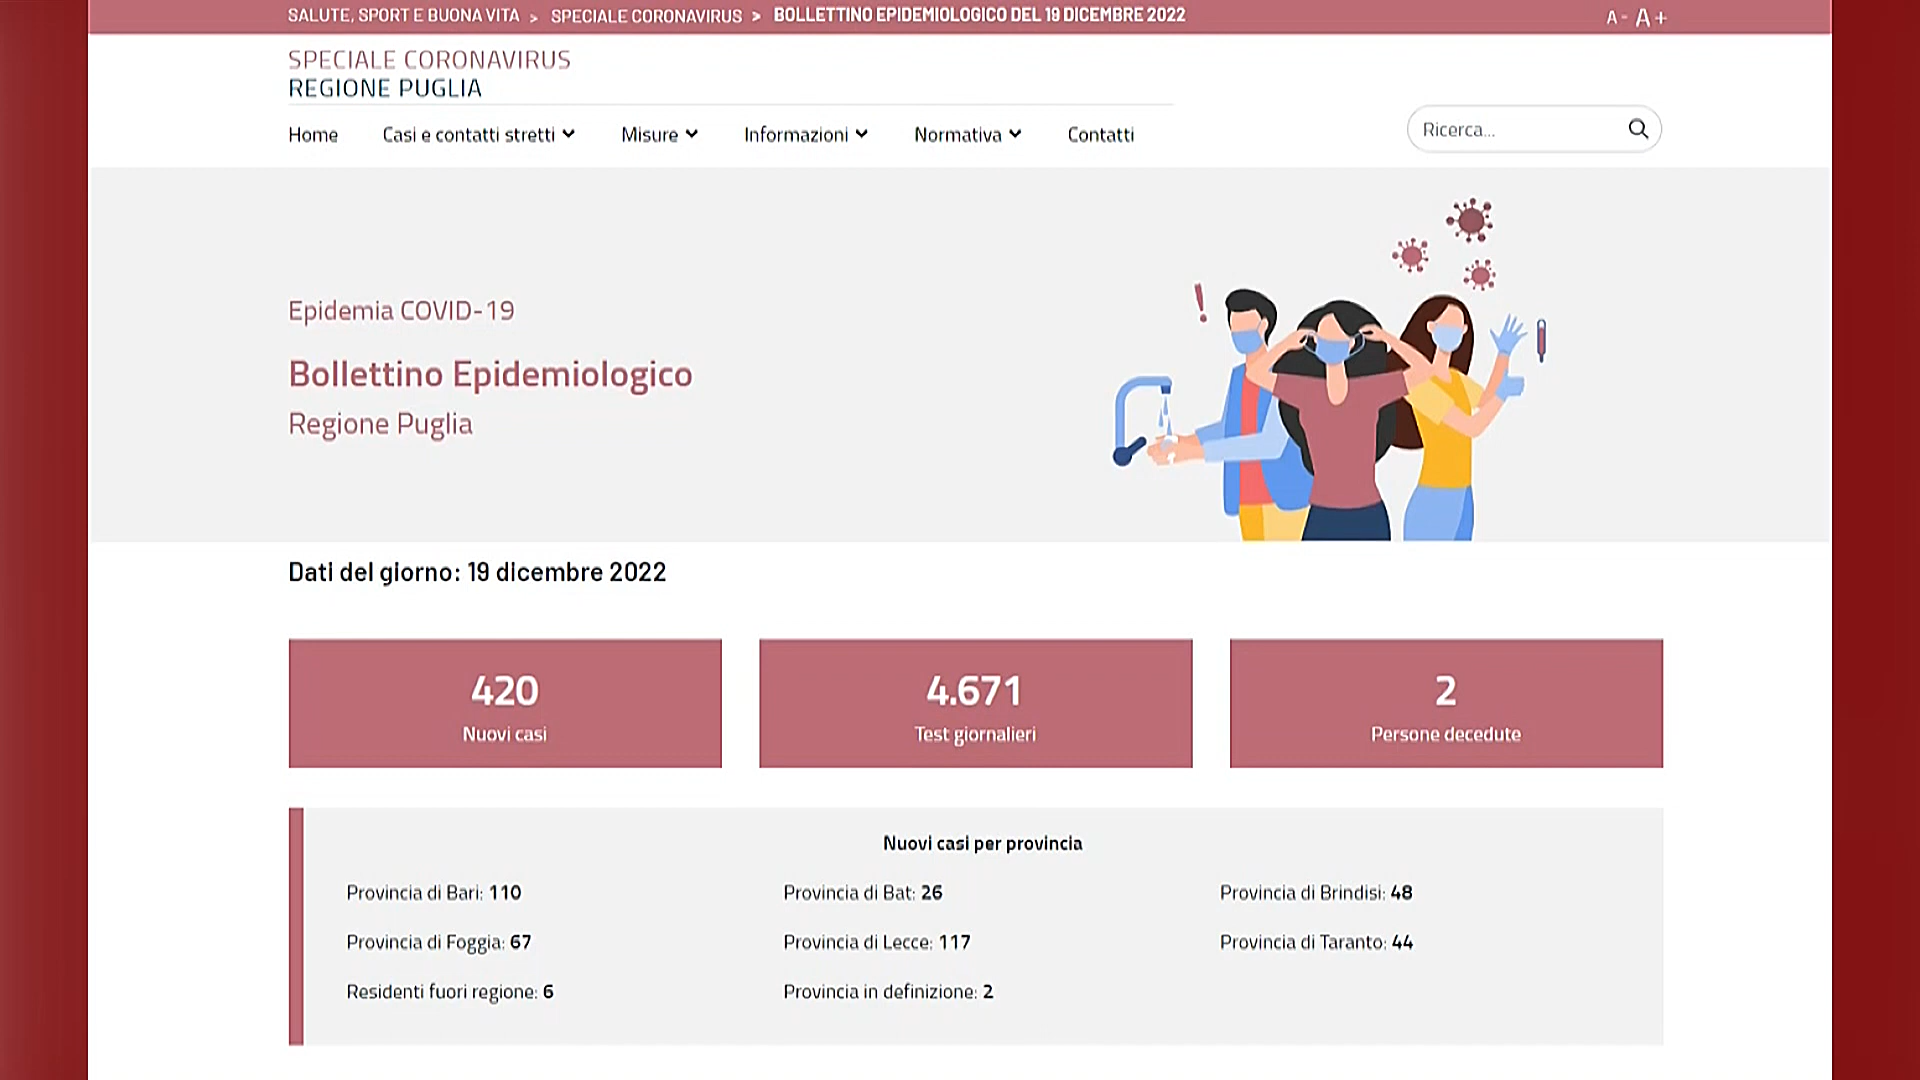 SALUTE, SPORT E BUONA VITA > SPECIALE CORONAVIRUS > BOLLETTINO EPIDEMIOLOGICO DEL 19 DICEMBRE 2022 A - A +
SPECIALE CORONAVIRUS
REGIONE PUGLIA
Home Casi e contatti stretti Misure Informazioni Normativa Contatti Ricerca...
Epidemia COVID-19
Bollettino Epidemiologico
Regione Puglia
Dati del giorno: 19 dicembre 2022
420 4.671 2
Nuovi casi Test giornalieri Persone decedute
Nuovi casi per provincia
Provincia di Bari: 110 Provincia di Bat: 26 Provincia di Brindisi: 48
Provincia di Foggia: 67 Provincia di Lecce: 117 Provincia di Taranto: 44
Residenti fuori regione: 6 Provincia in definizione: 2